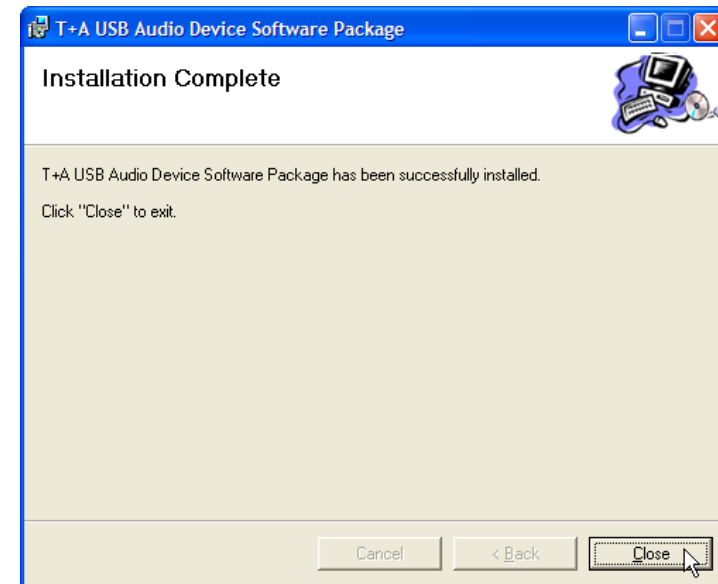 T+A USB Audio Device Software Package
Installation Complete
T+A USB Audio Device Software Package has been successfully installed.
Click "Close" to exit.
Cancel
< Back
Close